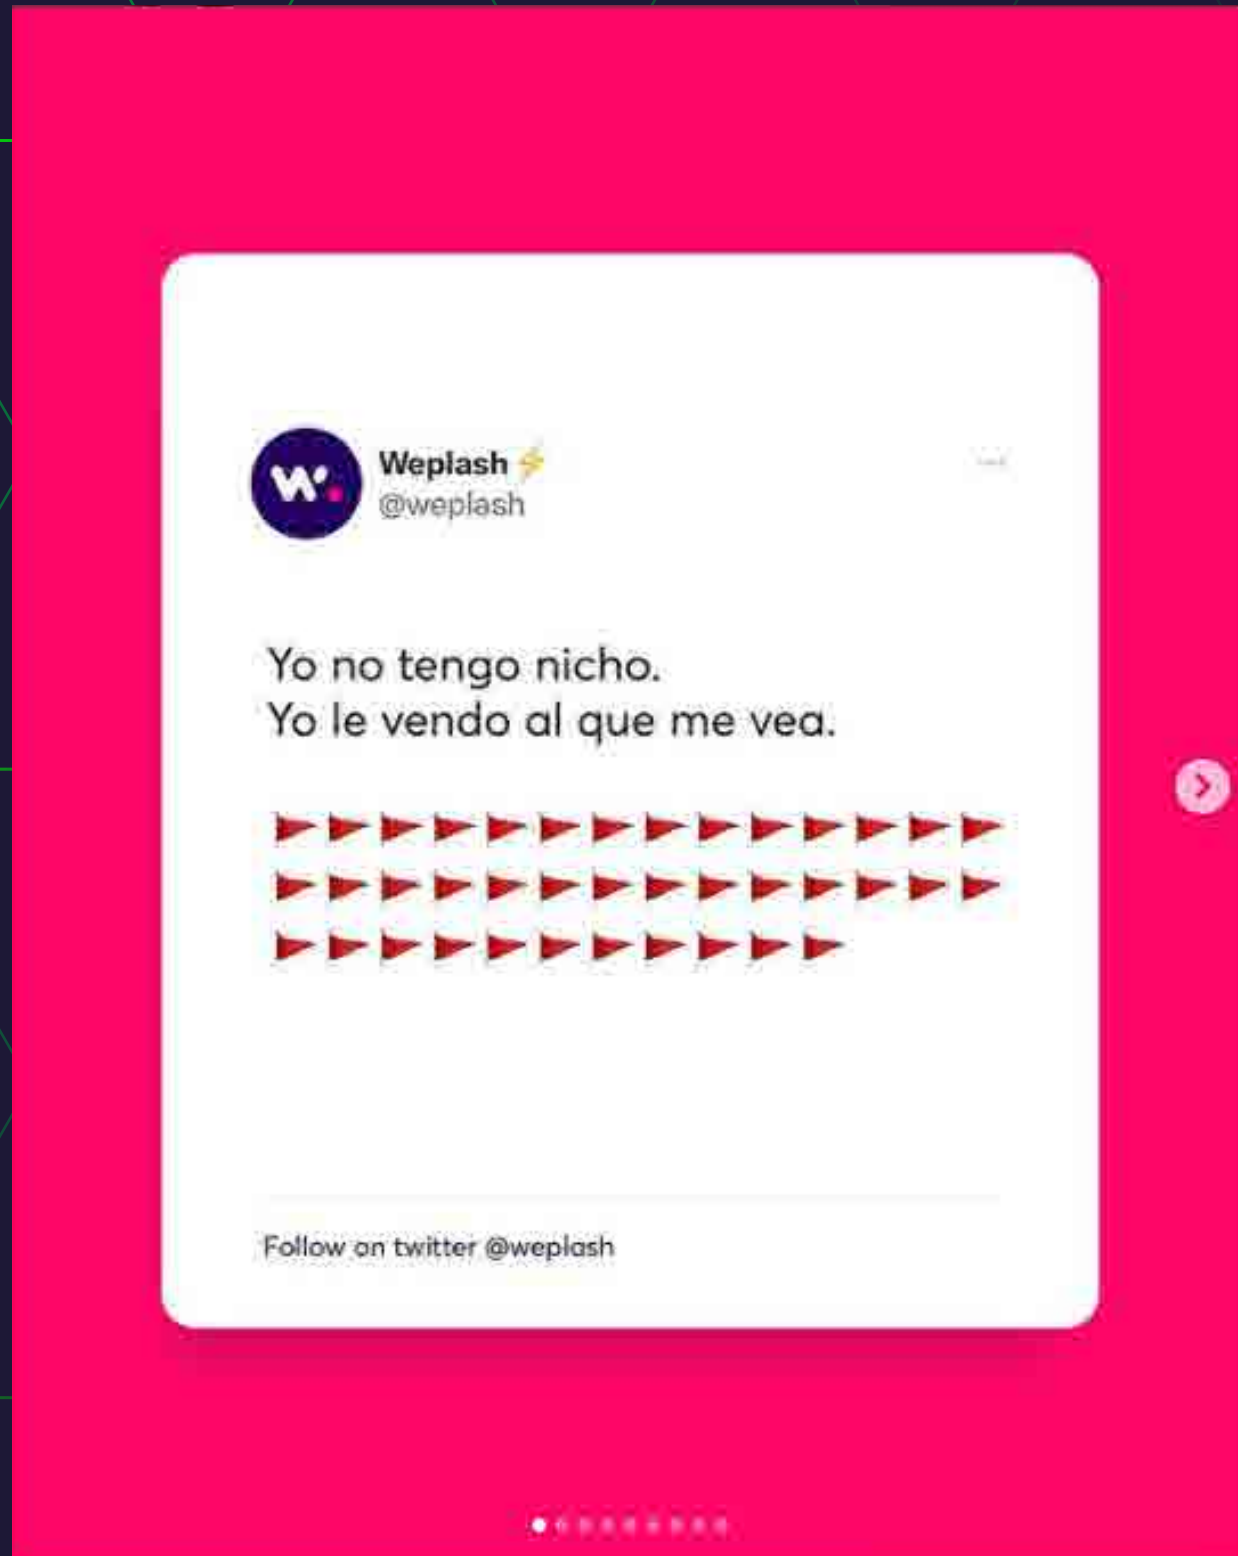 W.
Weplash ⚡
@weplash
Yo no tengo nicho.
Yo le vendo al que me vea.
🚩🚩🚩🚩🚩🚩🚩🚩🚩🚩🚩🚩🚩🚩
🚩🚩🚩🚩🚩🚩🚩🚩🚩🚩🚩🚩🚩🚩
🚩🚩🚩🚩🚩🚩🚩🚩🚩🚩🚩
Follow on twitter @weplash